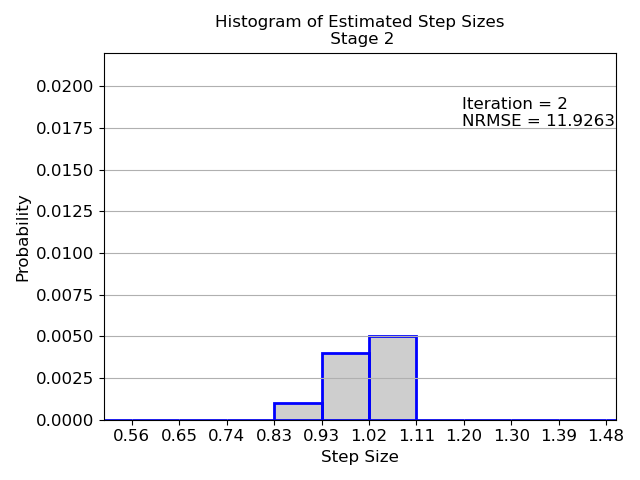 Histogram of Estimated Step Sizes
Stage 2
Iteration = 2
NRMSE = 11.9263
Probability
0.0200
0.0175
0.0150
0.0125
0.0100
0.0075
0.0050
0.0025
0.0000
0.56 0.65 0.74 0.83 0.93 1.02 1.11 1.20 1.30 1.39 1.48
Step Size